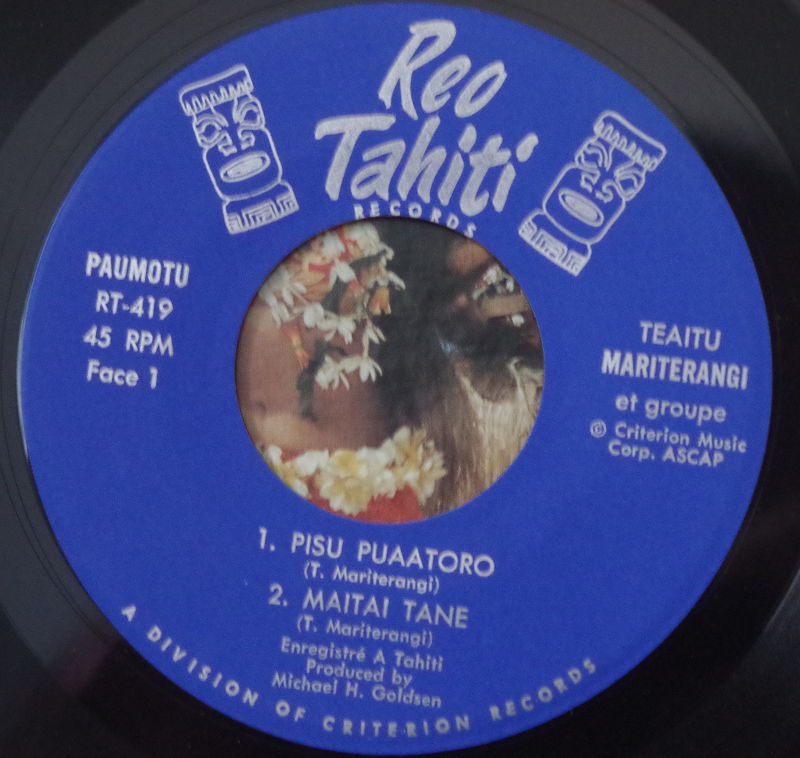 Reo
Tahiti
RECORDS
PAUMOTU
RT-419
45 RPM
Face 1
TEAITU
MARITERANGI
et groupe
© Criterion Music
Corp. ASCAP
1. PISU PUAATORO
(T. Mariterangi)
2. MAITAI TANE
(T. Mariterangi)
Enregistré A Tahiti
Produced by
Michael H. Goldsen
A DIVISION OF CRITERION RECORDS